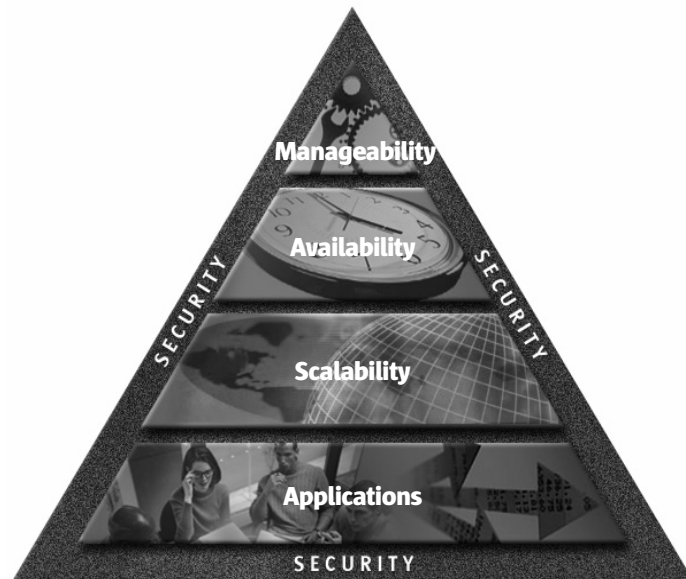 Manageability
Availability
SECURITY
SECURITY
Scalability
Applications
SECURITY